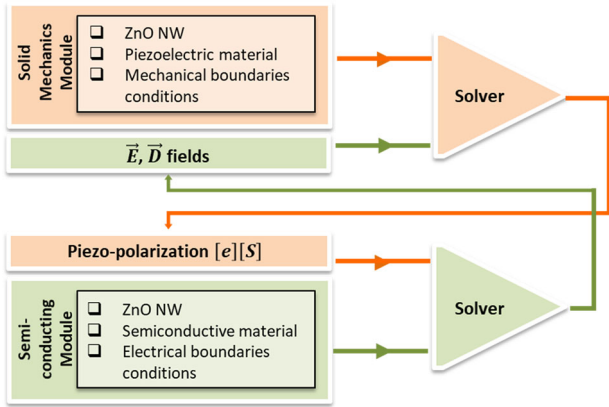 Solid
Mechanics
Module
❑ ZnO NW
❑ Piezoelectric material
❑ Mechanical boundaries
conditions
Solver
E⃗, D⃗ fields
Piezo-polarization [e][S]
Semi-
conducting
Module
❑ ZnO NW
❑ Semiconductive material
❑ Electrical boundaries
conditions
Solver